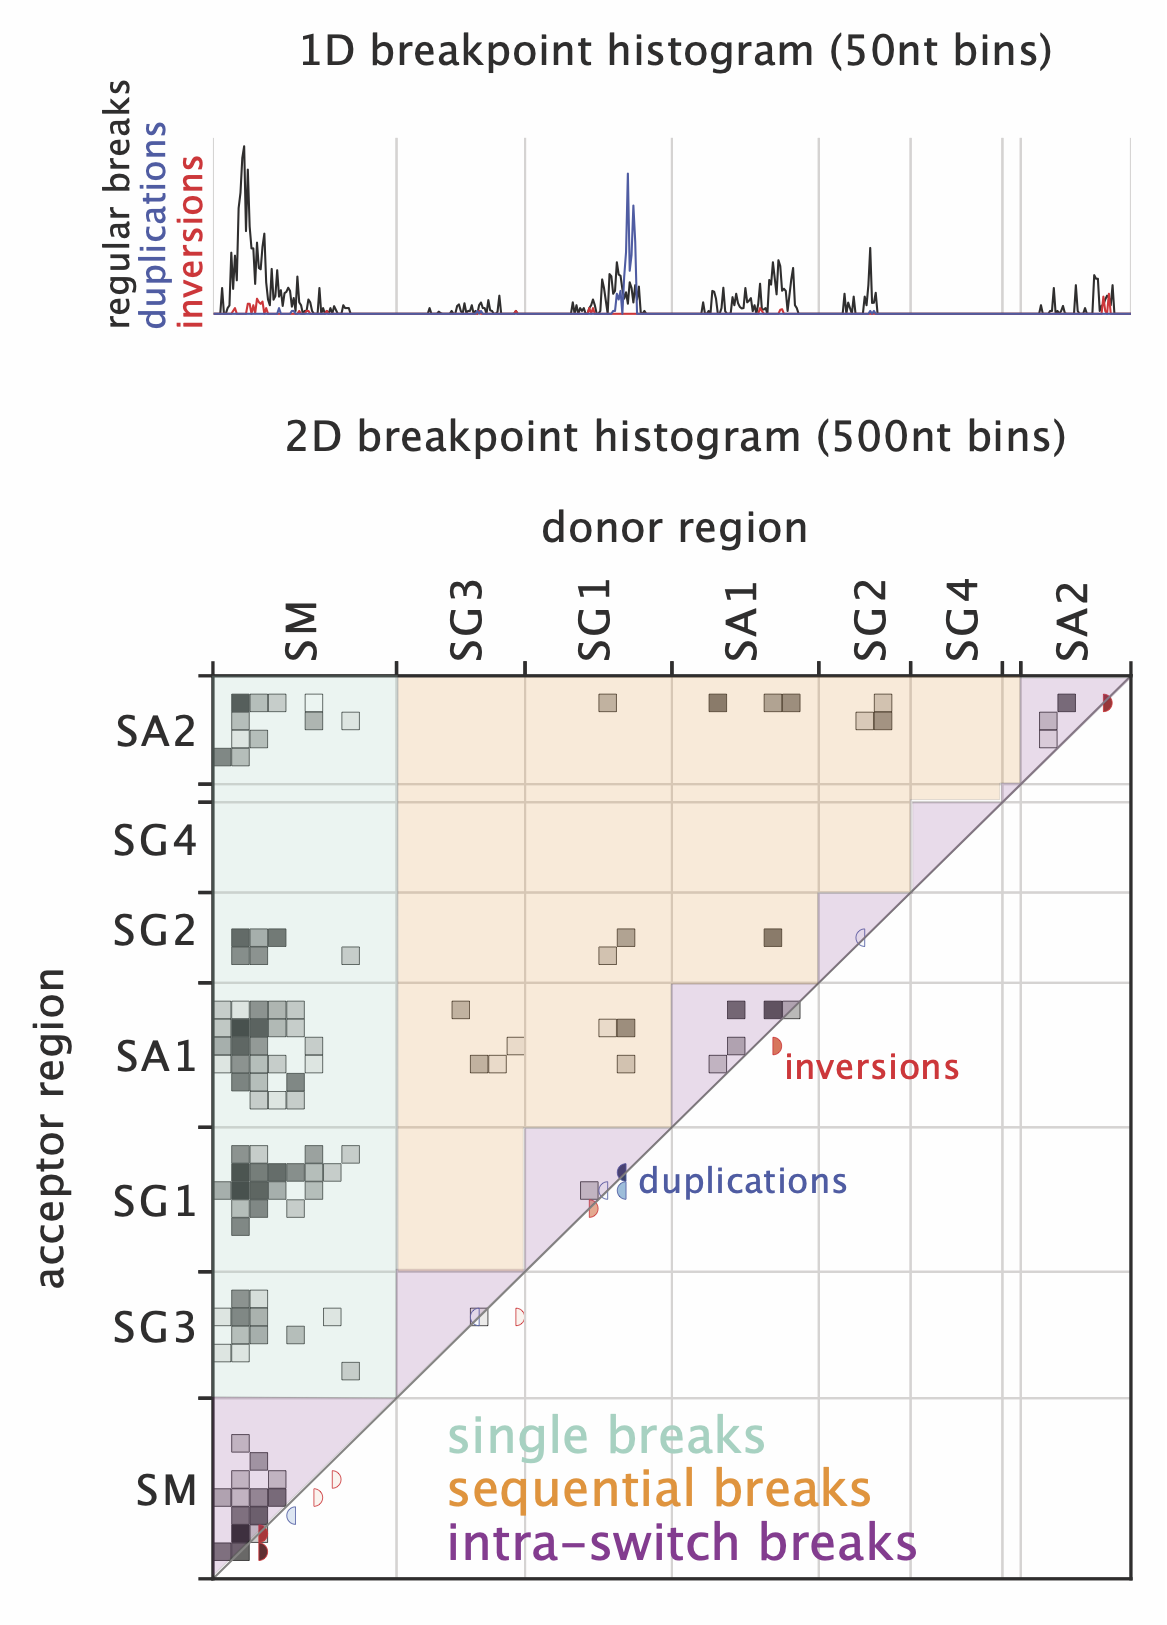 1D breakpoint histogram (50nt bins)
regular breaks
duplications
inversions
2D breakpoint histogram (500nt bins)
donor region
SM
SG3
SG1
SA1
SG2
SG4
SA2
acceptor region
SA2
SG4
SG2
SA1
SG1
SG3
SM
inversions
duplications
single breaks
sequential breaks
intra-switch breaks